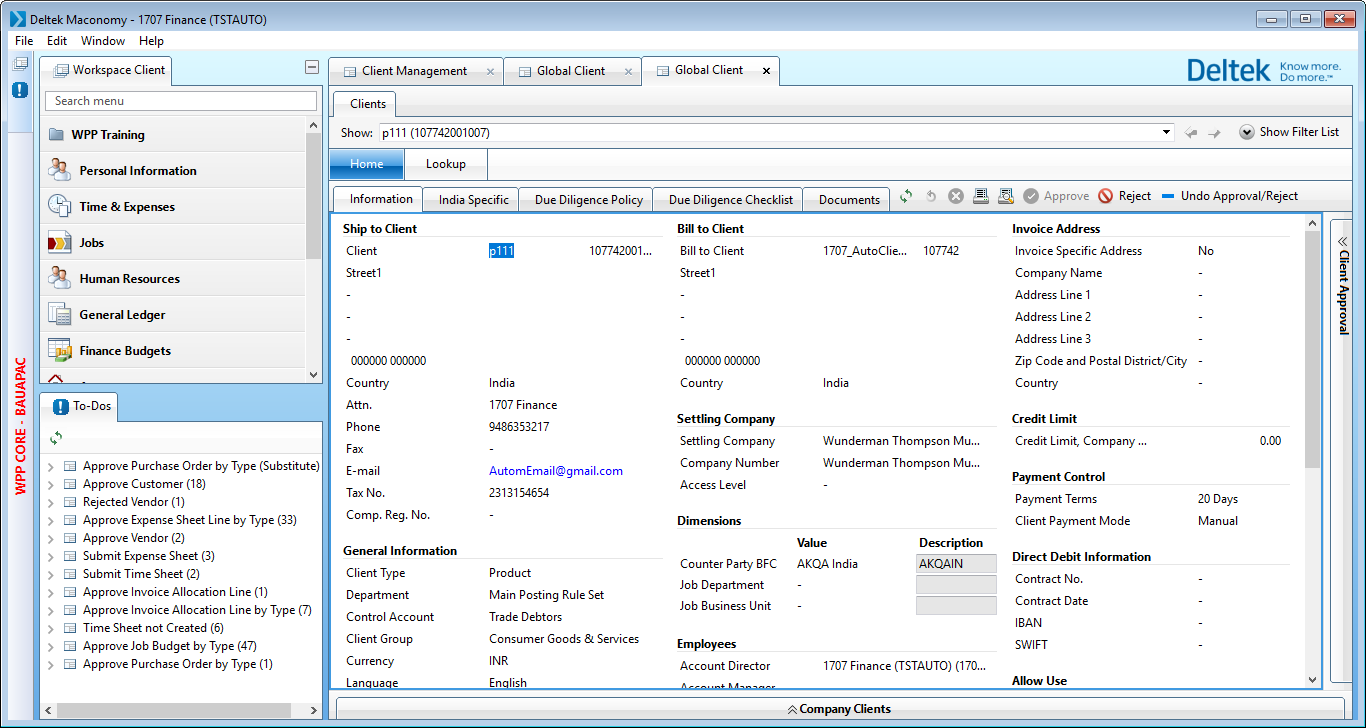 Deltek Maconomy - 1707 Finance (TSTAUTO)
File Edit Window Help
Workspace Client
Search menu
WPP Training
Personal Information
Time & Expenses
Jobs
Human Resources
General Ledger
Finance Budgets
WPP CORE - BAUAPAC
To-Dos
Approve Purchase Order by Type (Substitute)
Approve Customer (18)
Rejected Vendor (1)
Approve Expense Sheet Line by Type (33)
Approve Vendor (2)
Submit Expense Sheet (3)
Submit Time Sheet (2)
Approve Invoice Allocation Line (1)
Approve Invoice Allocation Line by Type (7)
Time Sheet not Created (6)
Approve Job Budget by Type (47)
Approve Purchase Order by Type (1)
Client Management Global Client Global Client
Deltek Know more. Do more.™
Clients
Show: p111 (107742001007) Show Filter List
Home Lookup
Information India Specific Due Diligence Policy Due Diligence Checklist Documents Approve Reject Undo Approval/Reject
Ship to Client
Client p111 107742001...
Street1
-
-
-
000000 000000
Country India
Attn. 1707 Finance
Phone 9486353217
Fax -
E-mail AutomEmail@gmail.com
Tax No. 2313154654
Comp. Reg. No. -
General Information
Client Type Product
Department Main Posting Rule Set
Control Account Trade Debtors
Client Group Consumer Goods & Services
Currency INR
Language English
Bill to Client
Bill to Client 1707_AutoClie... 107742
Street1
-
-
-
000000 000000
Country India
Settling Company
Settling Company Wunderman Thompson Mu...
Company Number Wunderman Thompson Mu...
Access Level -
Dimensions
Value Description
Counter Party BFC AKQA India AKQAIN
Job Department -
Job Business Unit -
Employees
Account Director 1707 Finance (TSTAUTO) (170...
Account Manager
Invoice Address
Invoice Specific Address No
Company Name -
Address Line 1 -
Address Line 2 -
Address Line 3 -
Zip Code and Postal District/City -
Country -
Credit Limit
Credit Limit, Company ... 0.00
Payment Control
Payment Terms 20 Days
Client Payment Mode Manual
Direct Debit Information
Contract No. -
Contract Date -
IBAN -
SWIFT -
Allow Use
Client Approval
Company Clients